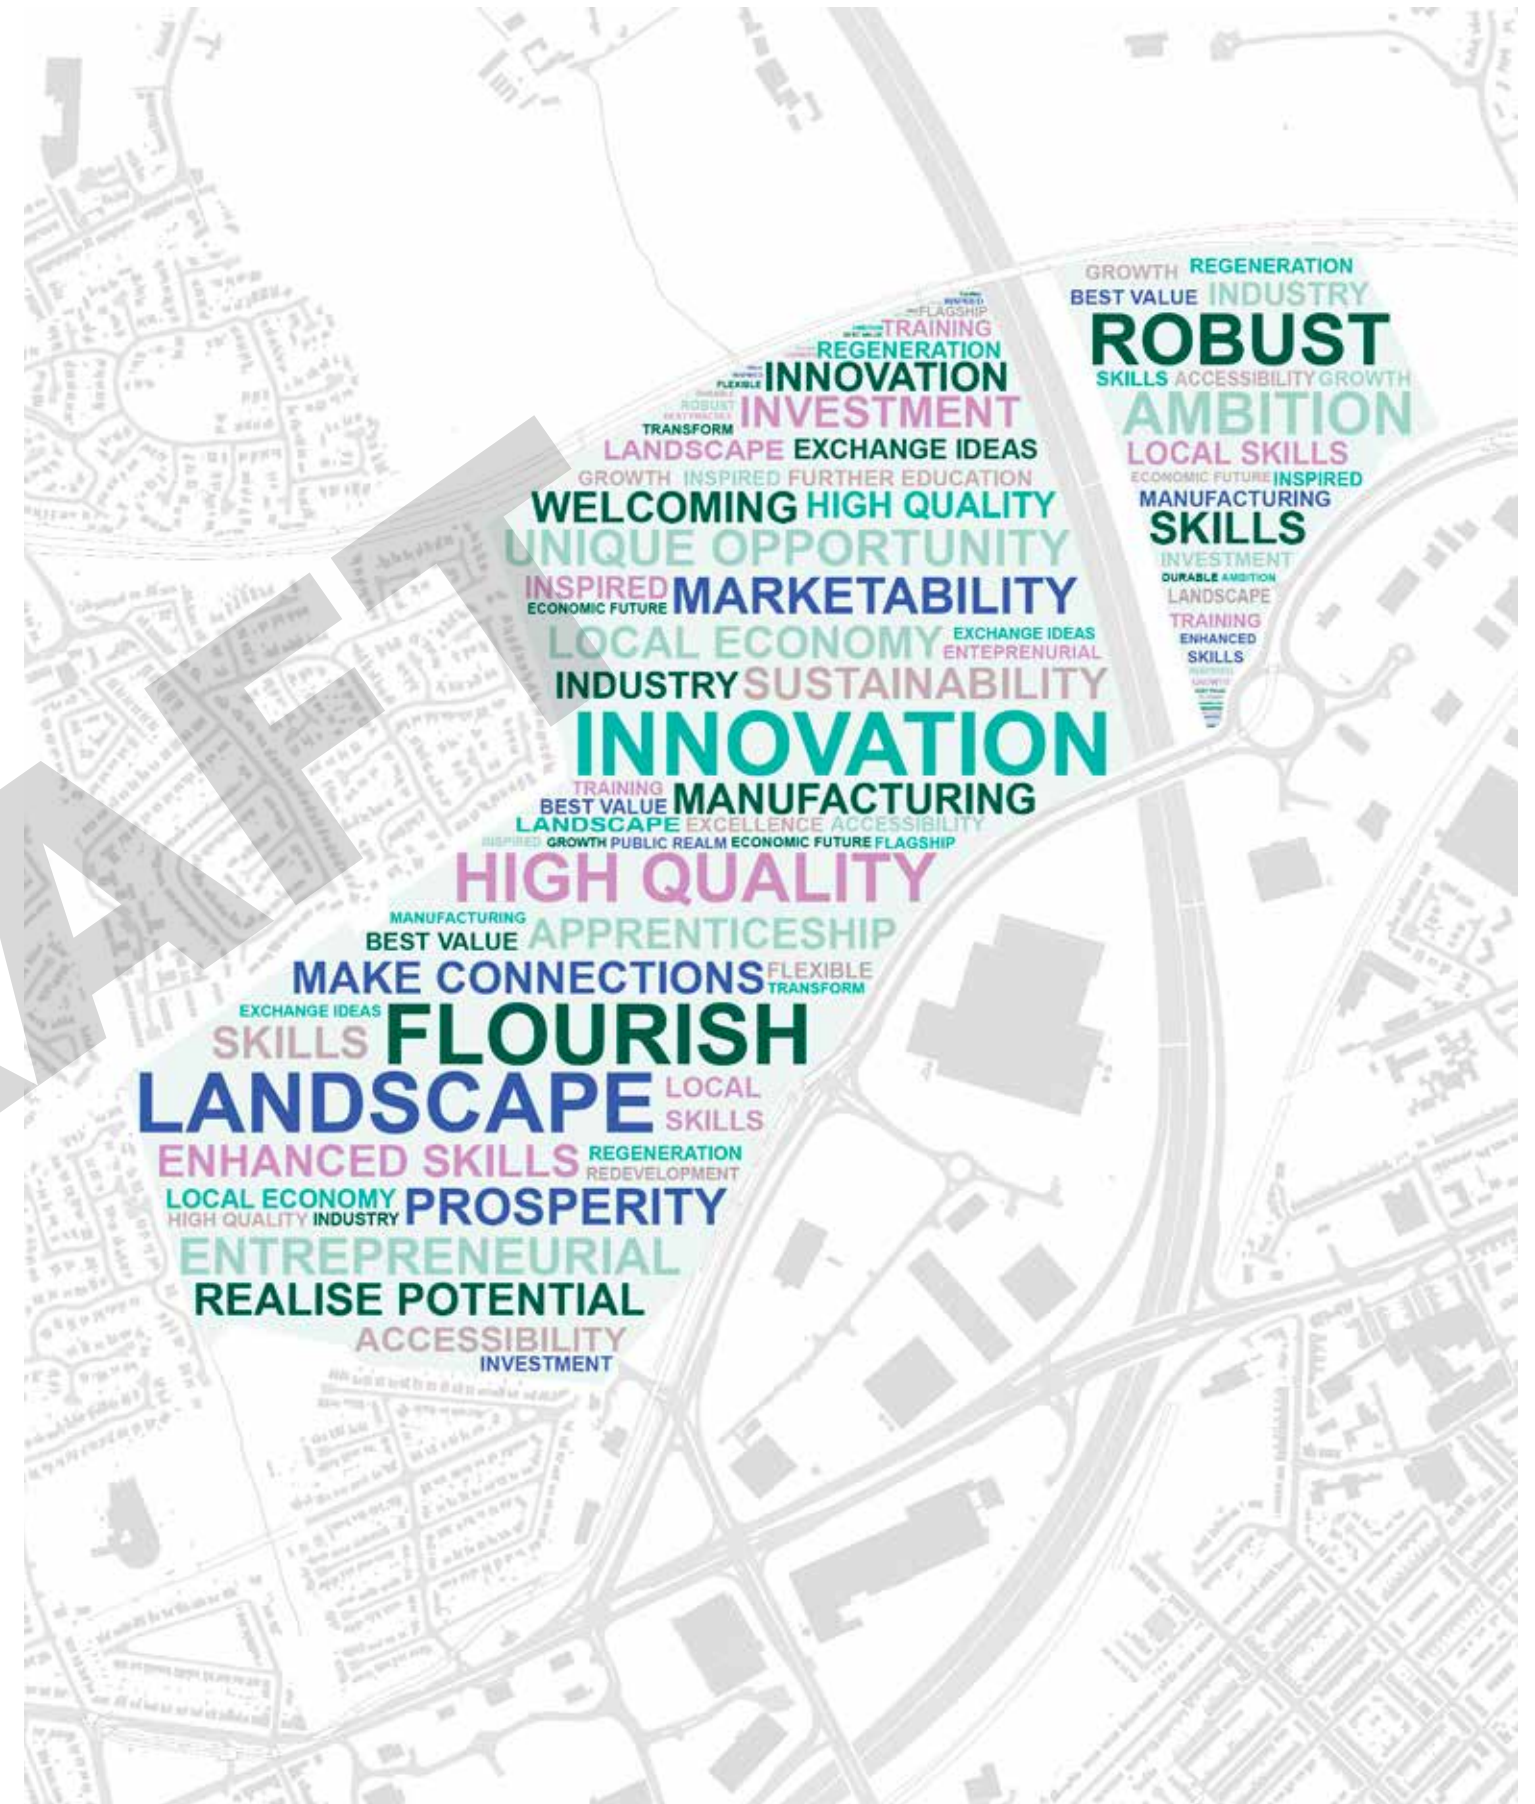 FLAGSHIP
TRAINING
REGENERATION
FLEXIBLE INNOVATION
ROBUST INVESTMENT
TRANSFORM
LANDSCAPE EXCHANGE IDEAS
GROWTH INSPIRED FURTHER EDUCATION
WELCOMING HIGH QUALITY
UNIQUE OPPORTUNITY
INSPIRED MARKETABILITY
ECONOMIC FUTURE
LOCAL ECONOMY EXCHANGE IDEAS
ENTEPRENURIAL
INDUSTRY SUSTAINABILITY
INNOVATION
TRAINING
BEST VALUE MANUFACTURING
LANDSCAPE EXCELLENCE ACCESSIBILITY
INSPIRED GROWTH PUBLIC REALM ECONOMIC FUTURE FLAGSHIP
HIGH QUALITY
MANUFACTURING
BEST VALUE APPRENTICESHIP
MAKE CONNECTIONS FLEXIBLE
TRANSFORM
EXCHANGE IDEAS
SKILLS FLOURISH
LANDSCAPE LOCAL
SKILLS
ENHANCED SKILLS REGENERATION
REDEVELOPMENT
LOCAL ECONOMY PROSPERITY
HIGH QUALITY INDUSTRY
ENTREPRENEURIAL
REALISE POTENTIAL
ACCESSIBILITY
INVESTMENT
GROWTH REGENERATION
BEST VALUE INDUSTRY
ROBUST
SKILLS ACCESSIBILITY GROWTH
AMBITION
LOCAL SKILLS
ECONOMIC FUTURE INSPIRED
MANUFACTURING
SKILLS
INVESTMENT
DURABLE AMBITION
LANDSCAPE
TRAINING
ENHANCED
SKILLS
GROWTH
AFT